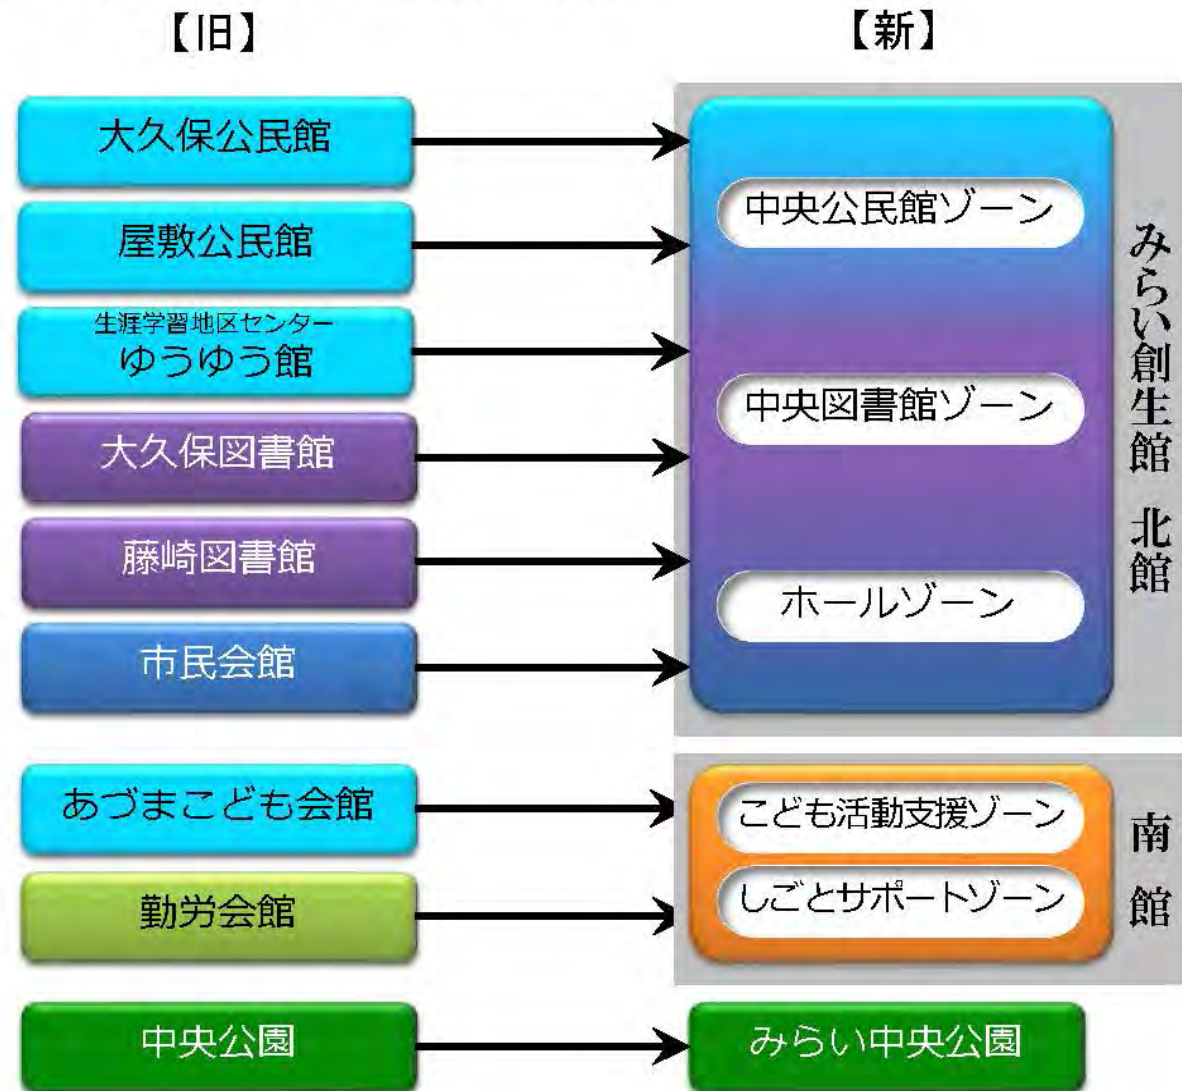 【旧】
【新】
大久保公民館
屋敷公民館
生涯学習地区センター
ゆうゆう館
大久保図書館
藤崎図書館
市民会館
中央公民館ゾーン
中央図書館ゾーン
ホールゾーン
みらい創生館 北館
あづまこども会館
勤労会館
こども活動支援ゾーン
しごとサポートゾーン
南館
中央公園
みらい中央公園